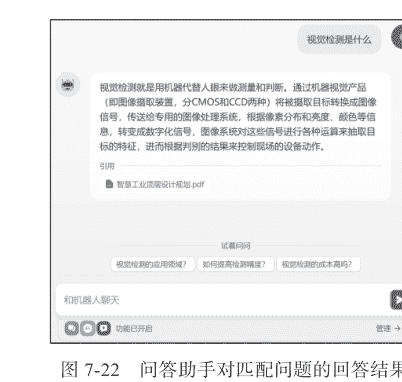 视觉检测是什么
视觉检测就是用机器代替人眼来做测量和判断。通过机器视觉产品
（即图像摄取装置，分CMOS和CCD两种）将被摄取目标转换成图像
信号，传送给专用的图像处理系统，根据像素分布和亮度、颜色等信
息，转变成数字化信号，图像系统对这些信号进行各种运算来抽取目
标的特征，进而根据判别的结果来控制现场的设备动作。
引用
智慧工业顶层设计规划.pdf
试着问问
视觉检测的应用领域？ 如何提高检测精度？ 视觉检测的成本高吗？
和机器人聊天
功能已开启 管理
图 7-22 问答助手对匹配问题的回答结果